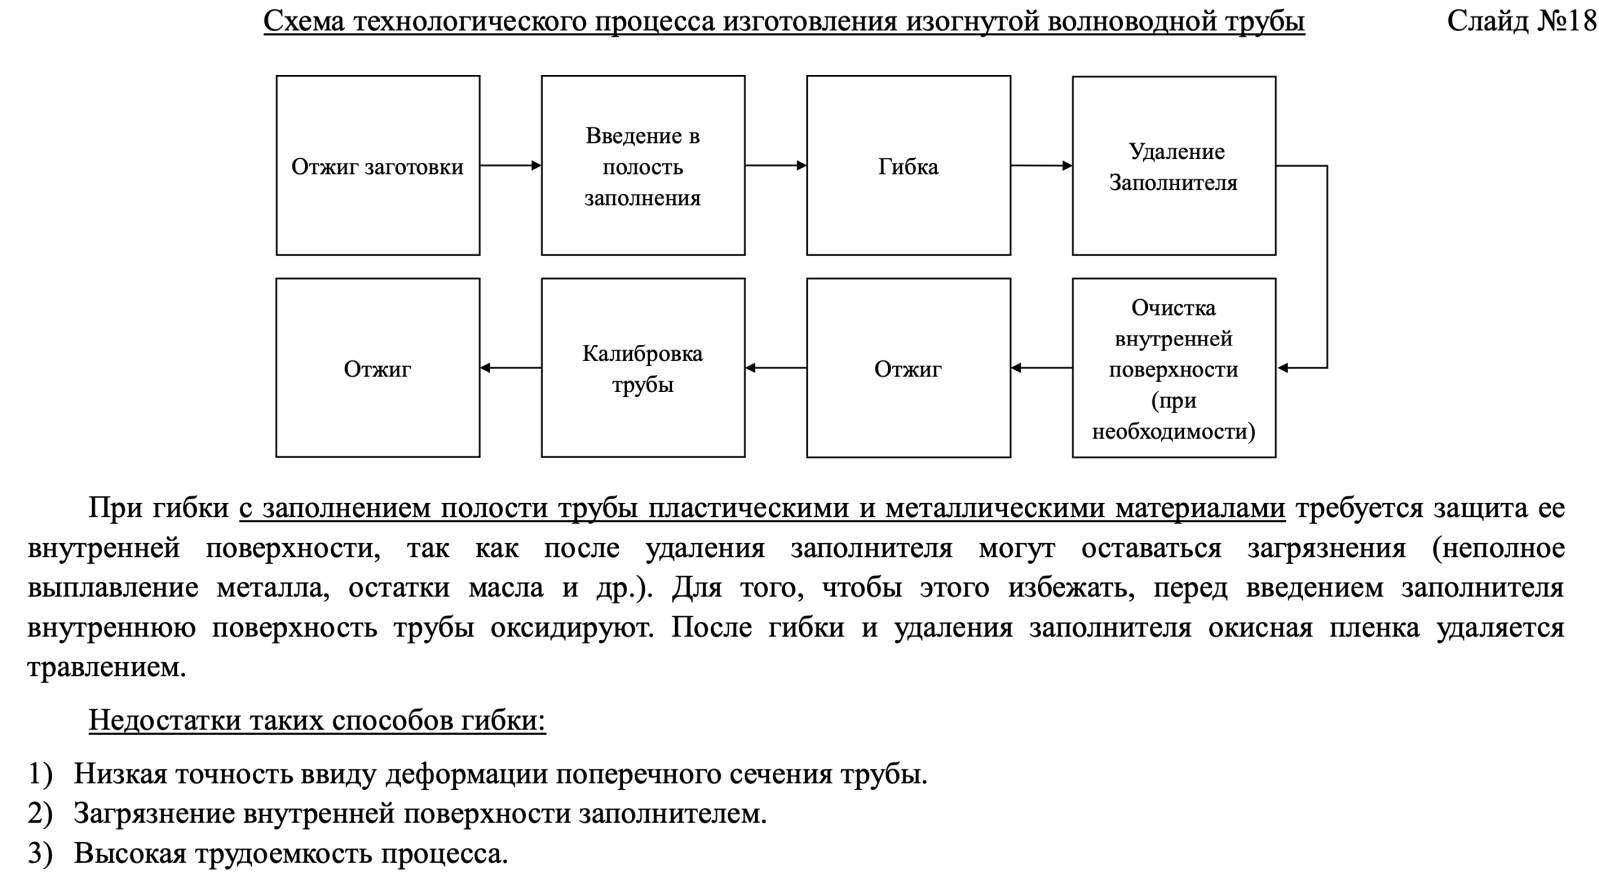 Схема технологического процесса изготовления изогнутой волноводной трубы
Слайд №18
Отжиг заготовки
Введение в
полость
заполнения
Гибка
Удаление
Заполнителя
Очистка
внутренней
поверхности
(при
необходимости)
Отжиг
Калибровка
трубы
Отжиг
При гибки с заполнением полости трубы пластическими и металлическими материалами требуется защита ее
внутренней поверхности, так как после удаления заполнителя могут оставаться загрязнения (неполное
выплавление металла, остатки масла и др.). Для того, чтобы этого избежать, перед введением заполнителя
внутреннюю поверхность трубы оксидируют. После гибки и удаления заполнителя окисная пленка удаляется
травлением.
Недостатки таких способов гибки:
1) Низкая точность ввиду деформации поперечного сечения трубы.
2) Загрязнение внутренней поверхности заполнителем.
3) Высокая трудоемкость процесса.